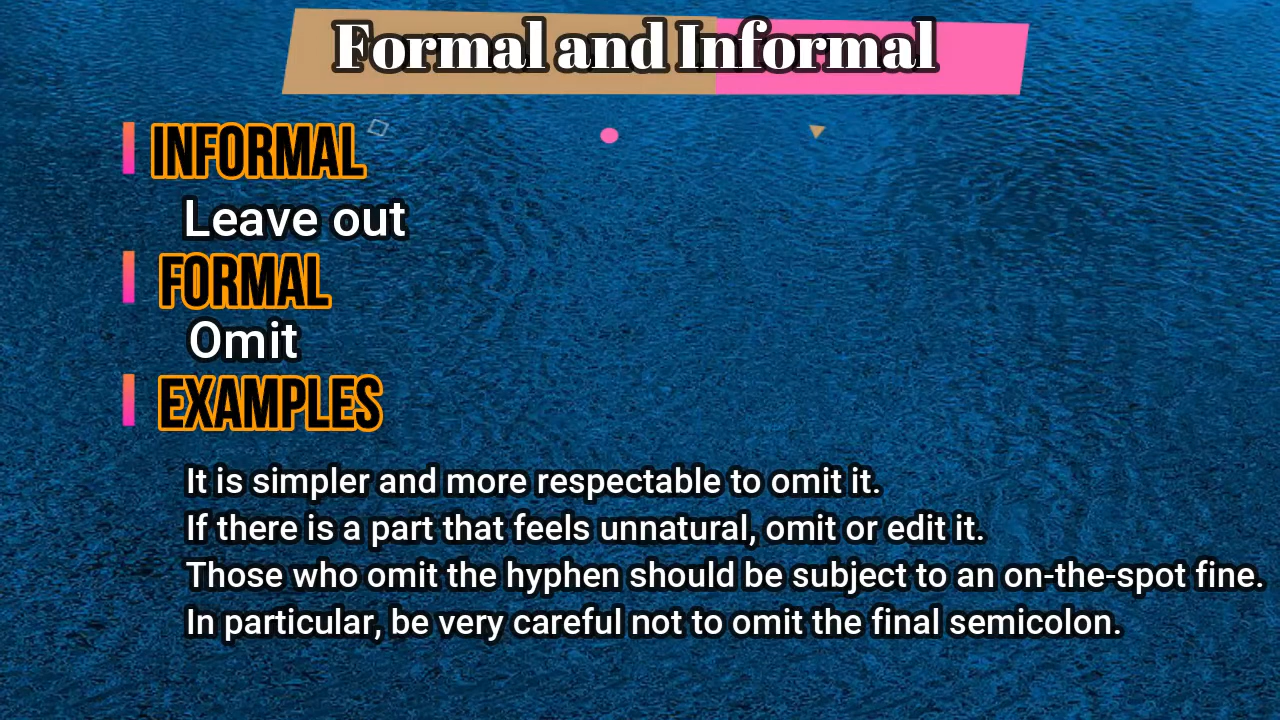 Formal and Informal
INFORMAL
Leave out
FORMAL
Omit
EXAMPLES
It is simpler and more respectable to omit it.
If there is a part that feels unnatural, omit or edit it.
Those who omit the hyphen should be subject to an on-the-spot fine.
In particular, be very careful not to omit the final semicolon.